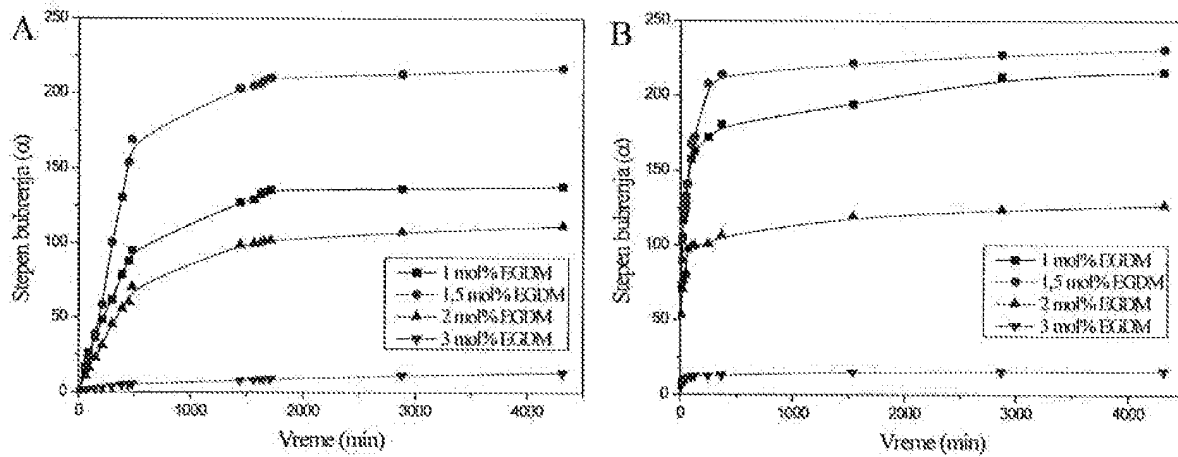 A
Stepen bubrenja (α)
250
200
150
100
50
0
0 1000 2000 3000 4000
Vreme (min)
1 mol% EGDM
1,5 mol% EGDM
2 mol% EGDM
3 mol% EGDM
B
Stepen bubrenja (α)
250
200
150
100
50
0
0 1000 2000 3000 4000
Vreme (min)
1 mol% EGDM
1,5 mol% EGDM
2 mol% EGDM
3 mol% EGDM